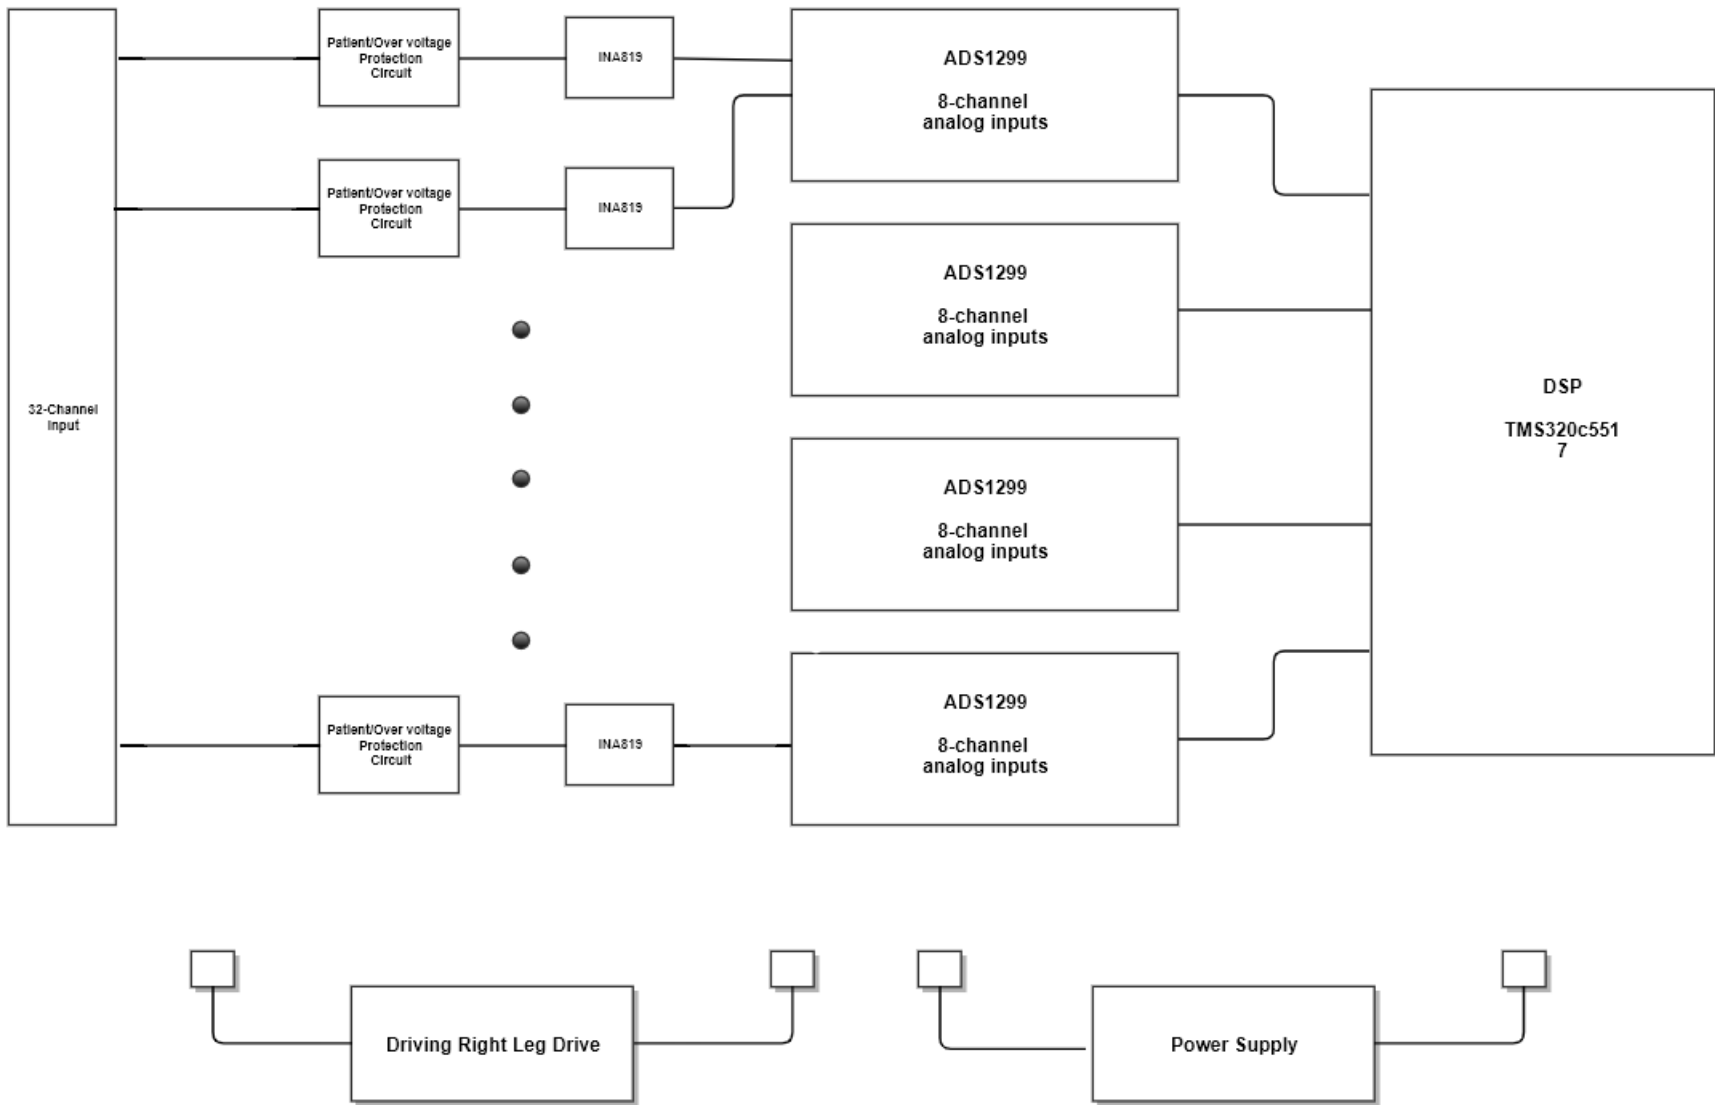 32-Channel
Input
Patient/Over voltage
Protection
Circuit
INA819
ADS1299
8-channel
analog inputs
Patient/Over voltage
Protection
Circuit
INA819
ADS1299
8-channel
analog inputs
ADS1299
8-channel
analog inputs
Patient/Over voltage
Protection
Circuit
INA819
ADS1299
8-channel
analog inputs
DSP
TMS320c551
7
Driving Right Leg Drive
Power Supply